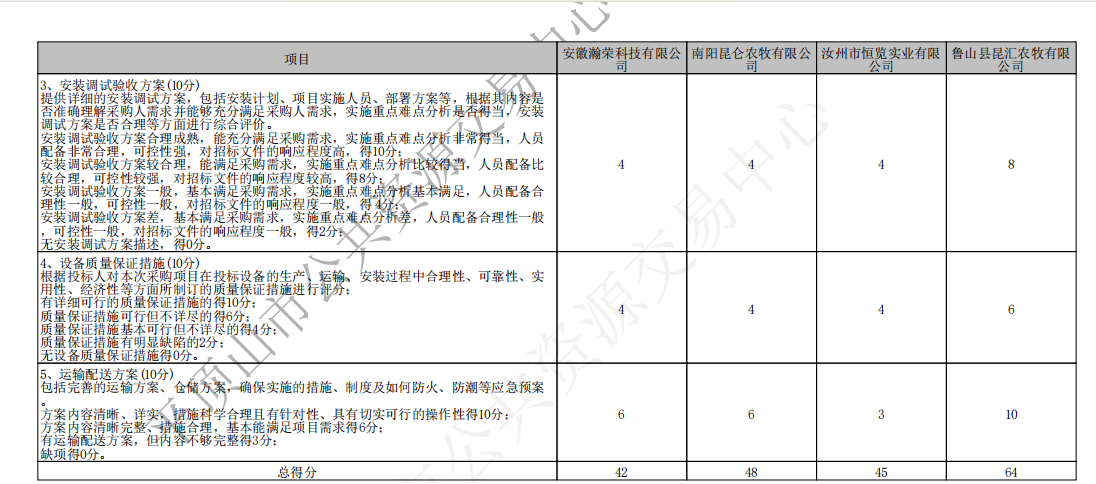 项目
安徽瀚荣科技有限公
司
南阳昆仑农牧有限公
司
汝州市恒览实业有限
公司
鲁山县昆汇农牧有限
公司
3、安装调试验收方案(10分)
提供详细的安装调试方案，包括安装计划、项目实施人员、部署方案等，根据其内容是
否准确理解采购人需求并能够充分满足采购人需求，实施重点难点分析是否得当，安装
调试方案是否合理等方面进行综合评价。
安装调试验收方案合理成熟，能充分满足采购需求，实施重点难点分析非常得当，人员
配备非常合理，可控性强，对招标文件的响应程度高，得10分；
安装调试验收方案较合理，能满足采购需求，实施重点难点分析比较得当，人员配备比
较合理，可控性较强，对招标文件的响应程度较高，得8分；
安装调试验收方案一般，基本满足采购需求，实施重点难点分析基本满足，人员配备合
理性一般，可控性一般，对招标文件的响应程度一般，得 4分；
安装调试验收方案差，基本满足采购需求，实施重点难点分析差，人员配备合理性一般
，可控性一般，对招标文件的响应程度一般，得2分；
无安装调试方案描述，得0分。
4
4
4
8
4、设备质量保证措施(10分)
根据投标人对本次采购项目在投标设备的生产、运输、安装过程中合理性、可靠性、实
用性、经济性等方面所制订的质量保证措施进行评分；
有详细可行的质量保证措施的得10分；
质量保证措施可行但不详尽的得6分；
质量保证措施基本可行但不详尽的得4分；
质量保证措施有明显缺陷的2分；
无设备质量保证措施得0分。
4
4
4
6
5、运输配送方案(10分)
包括完善的运输方案、仓储方案，确保实施的措施、制度及如何防火、防潮等应急预案
。
方案内容清晰、详实，措施科学合理且有针对性、具有切实可行的操作性得10分；
方案内容清晰完整、措施合理，基本能满足项目需求得6分；
有运输配送方案，但内容不够完整得3分；
缺项得0分。
6
6
3
10
总得分
42
48
45
64
平顶山市公共资源交易中心
市公共资源交易中心